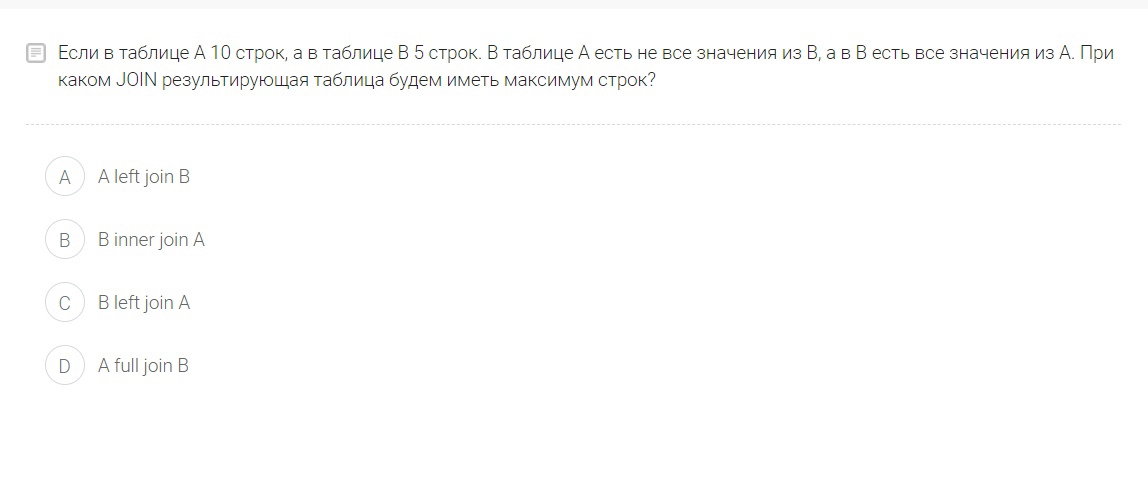 Если в таблице А 10 строк, а в таблице В 5 строк. В таблице А есть не все значения из В, а в В есть все значения из А. При
каком JOIN результирующая таблица будем иметь максимум строк?
A A left join B
B B inner join A
C B left join A
D A full join B